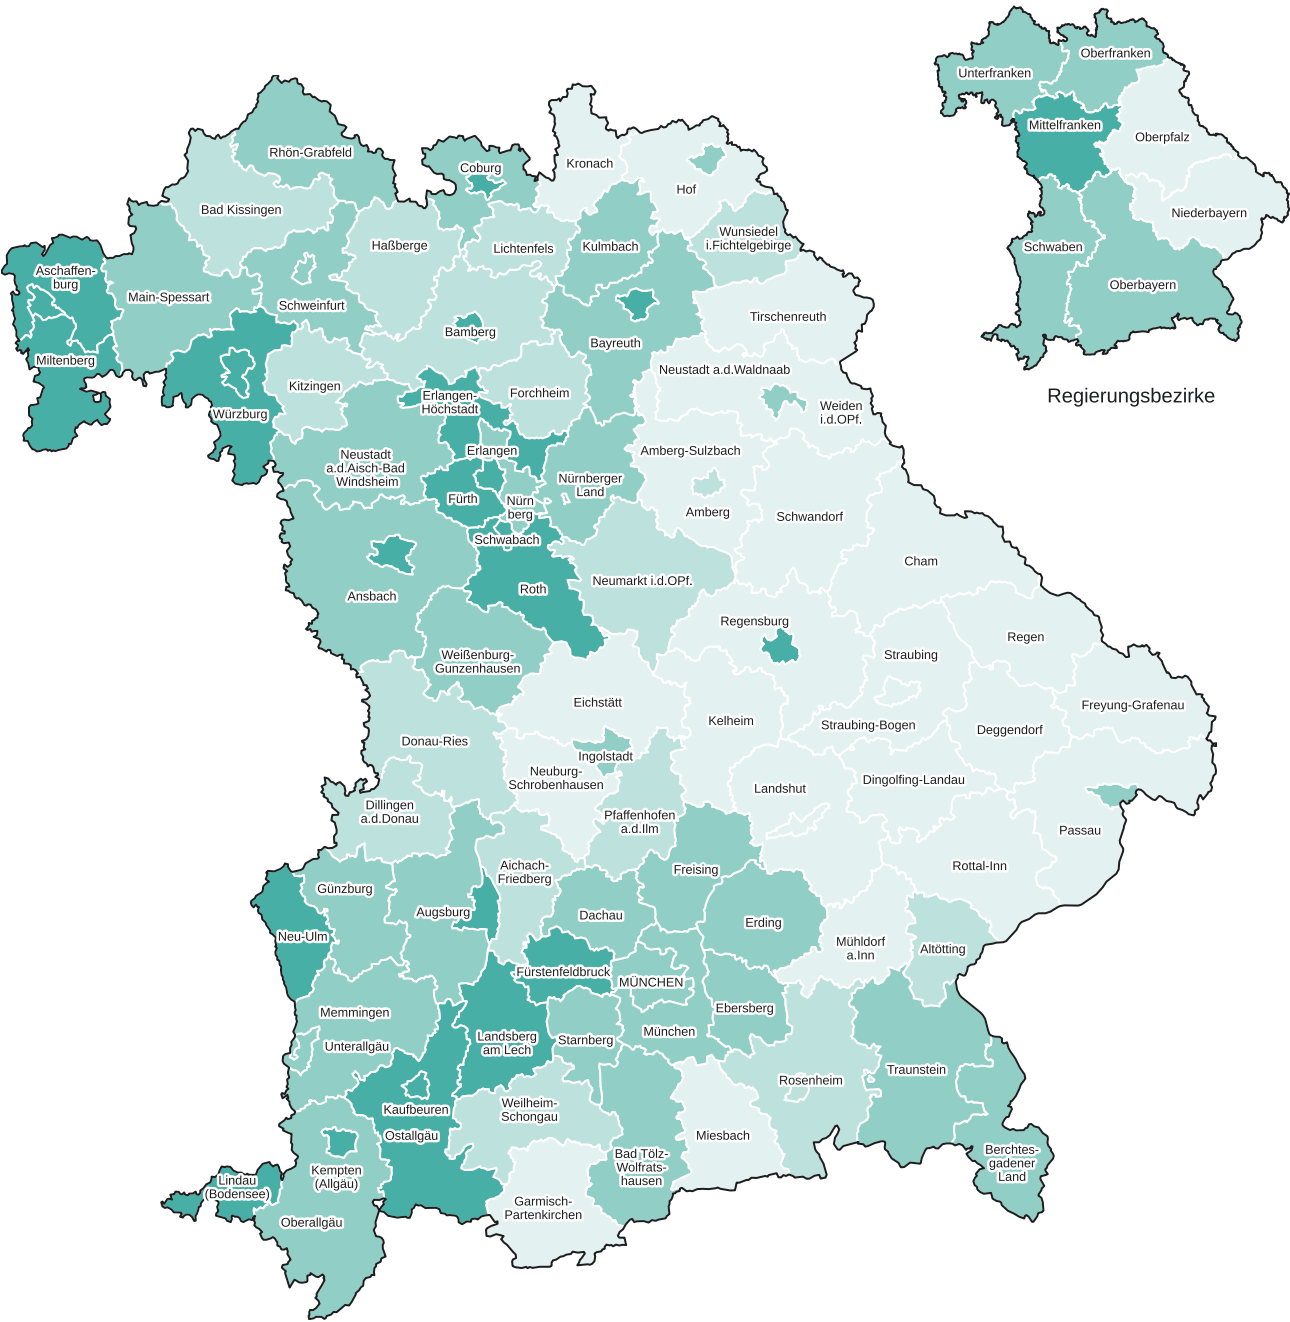 Oberfranken
Unterfranken
Mittelfranken
Oberpfalz
Niederbayern
Schwaben
Oberbayern
Regierungsbezirke
Rhön-Grabfeld
Coburg
Kronach
Hof
Bad Kissingen
Haßberge
Lichtenfels
Kulmbach
Wunsiedel
i.Fichtelgebirge
Aschaffen-
burg
Main-Spessart
Schweinfurt
Bamberg
Bayreuth
Tirschenreuth
Miltenberg
Kitzingen
Forchheim
Neustadt a.d.Waldnaab
Würzburg
Erlangen-
Höchstadt
Weiden
i.d.OPf.
Neustadt
a.d.Aisch-Bad
Windsheim
Erlangen
Amberg-Sulzbach
Fürth
Nürn
berg
Nürnberger
Land
Amberg
Schwandorf
Schwabach
Cham
Ansbach
Roth
Neumarkt i.d.OPf.
Regensburg
Regen
Weißenburg-
Gunzenhausen
Straubing
Eichstätt
Kelheim
Straubing-Bogen
Deggendorf
Freyung-Grafenau
Donau-Ries
Ingolstadt
Neuburg-
Schrobenhausen
Landshut
Dingolfing-Landau
Dillingen
a.d.Donau
Pfaffenhofen
a.d.Ilm
Passau
Günzburg
Aichach-
Friedberg
Freising
Rottal-Inn
Augsburg
Dachau
Erding
Neu-Ulm
Mühldorf
a.Inn
Altötting
Fürstenfeldbruck
MÜNCHEN
Memmingen
Ebersberg
Unterallgäu
Landsberg
am Lech
Starnberg
München
Rosenheim
Traunstein
Kaufbeuren
Weilheim-
Schongau
Ostallgäu
Miesbach
Kempten
(Allgäu)
Bad Tölz-
Wolfrats-
hausen
Berchtes-
gadener
Land
Lindau
(Bodensee)
Oberallgäu
Garmisch-
Partenkirchen